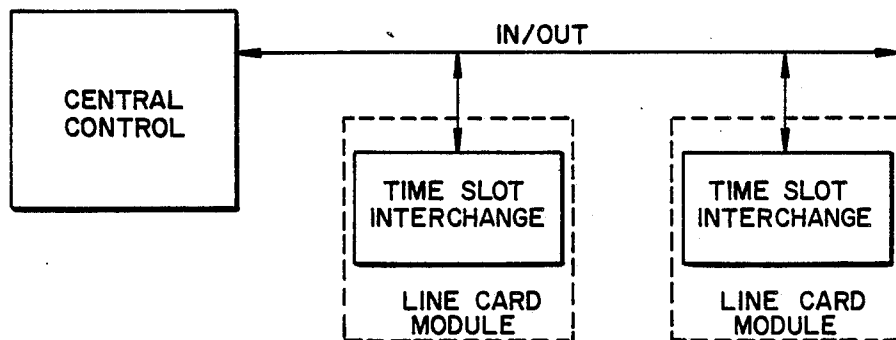 IN/OUT
CENTRAL
CONTROL
TIME SLOT
INTERCHANGE
LINE CARD
MODULE
TIME SLOT
INTERCHANGE
LINE CARD
MODULE